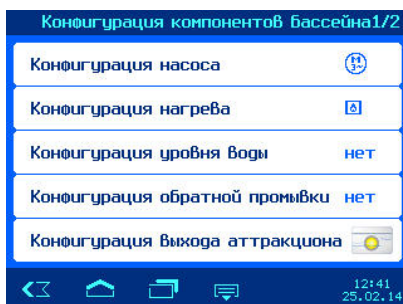 Конфигурация компонентов бассейна1/2
Конфигурация насоса
M
3~
Конфигурация нагрева
Конфигурация уровня воды нет
Конфигурация обратной промывки нет
Конфигурация выхода аттракциона
12:41
25.02.14